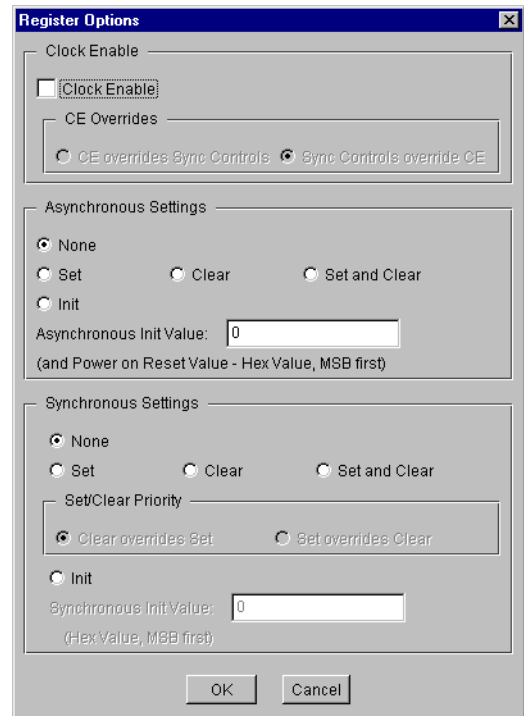 Register Options
Clock Enable
Clock Enable
CE Overrides
CE overrides Sync Controls Sync Controls override CE
Asynchronous Settings
None
Set Clear Set and Clear
Init
Asynchronous Init Value: 0
(and Power on Reset Value - Hex Value, MSB first)
Synchronous Settings
None
Set Clear Set and Clear
Set/Clear Priority
Clear overrides Set Set overrides Clear
Init
Synchronous Init Value: 0
(Hex Value, MSB first)
OK Cancel